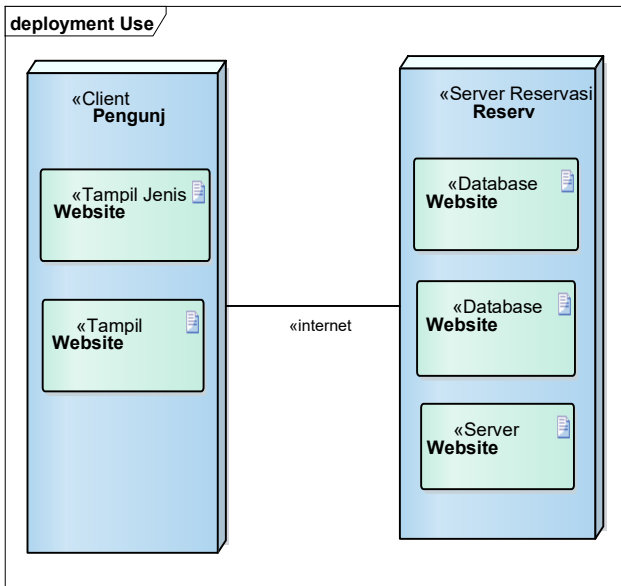 deployment Use
«Client
Pengunj
«Tampil Jenis
Website
«Tampil
Website
«internet
«Server Reservasi
Reserv
«Database
Website
«Database
Website
«Server
Website